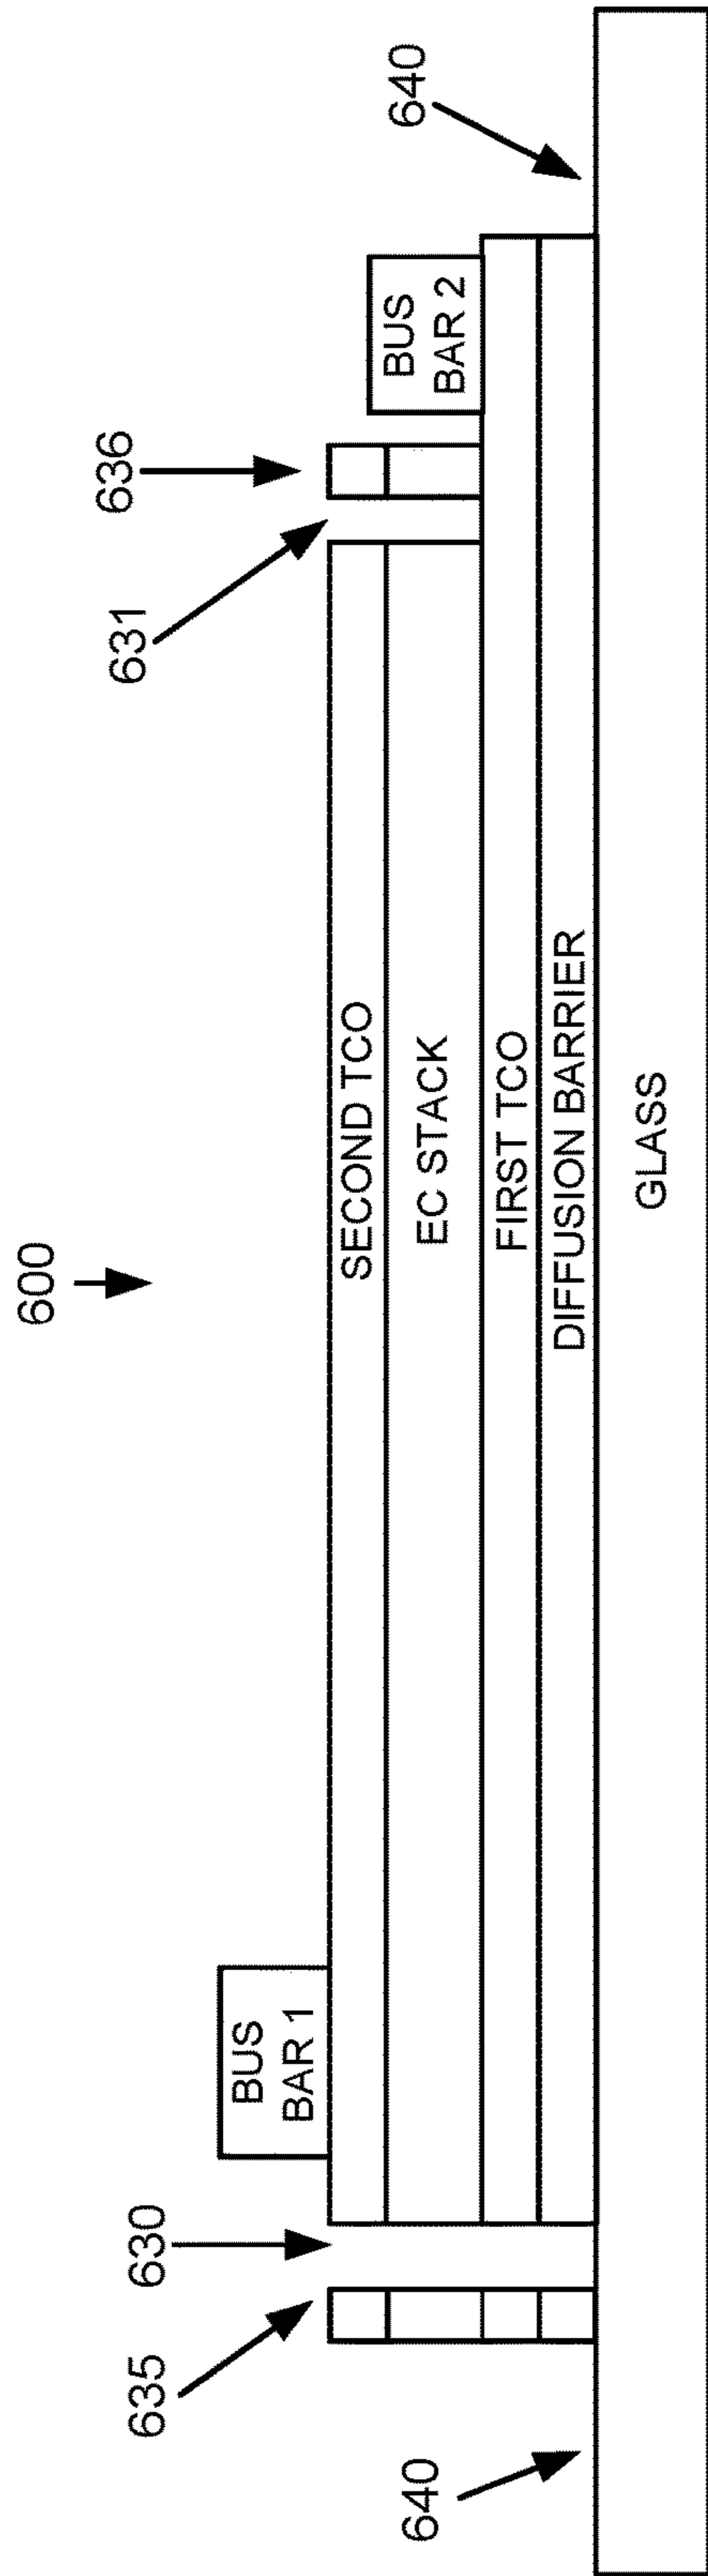 600
640
635
630
BUS
BAR 1
631
636
BUS
BAR 2
640
SECOND TCO
EC STACK
FIRST TCO
DIFFUSION BARRIER
GLASS